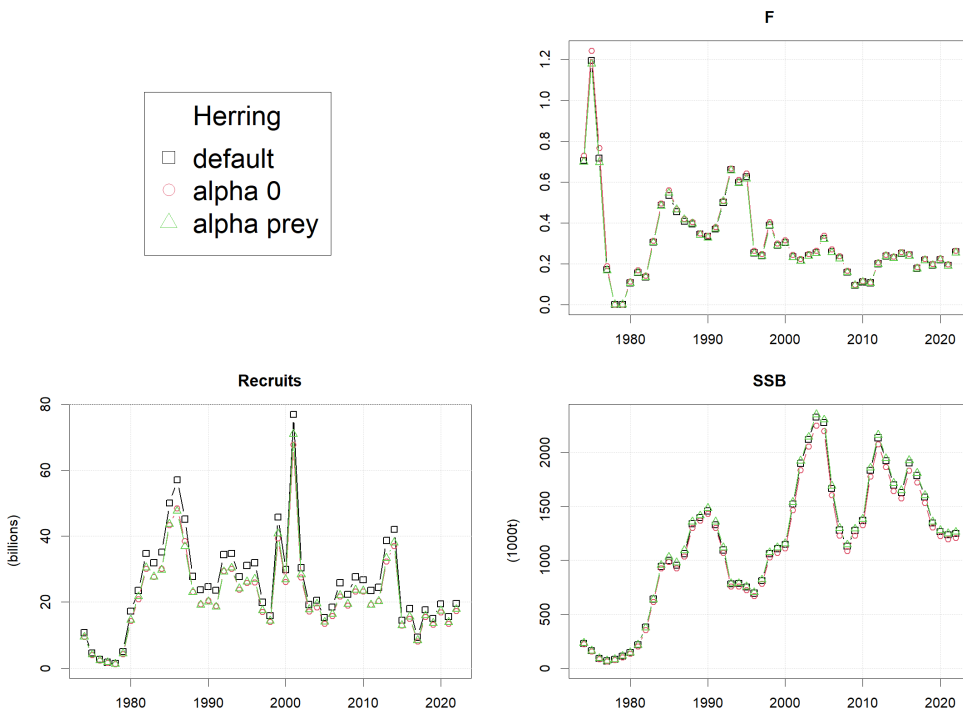 Herring
default
alpha 0
alpha prey
F
0.0 0.2 0.4 0.6 0.8 1.0 1.2
1980 1990 2000 2010 2020
Recruits
(billions)
0 20 40 60 80
1980 1990 2000 2010 2020
SSB
(1000t)
0 500 1000 1500 2000
1980 1990 2000 2010 2020